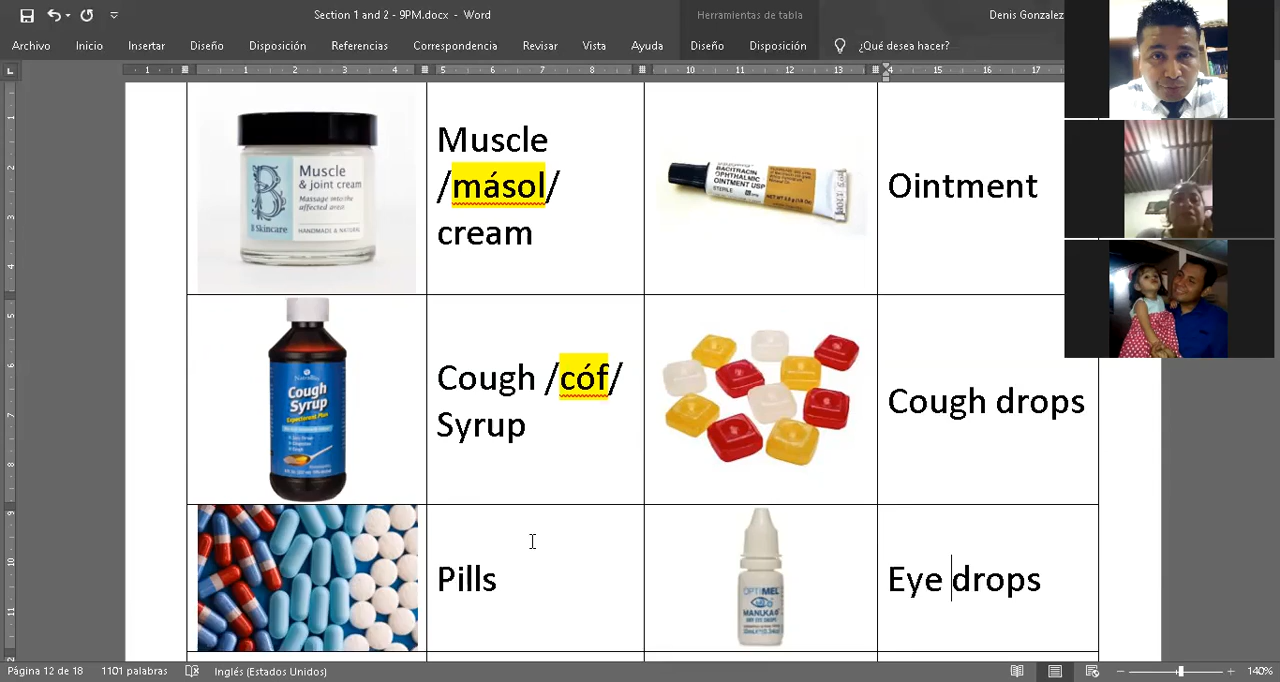 Section 1 and 2 - 9PM.docx - Word
Herramientas de tabla
Denis Gonzalez
Archivo
Inicio
Insertar
Diseño
Disposición
Referencias
Correspondencia
Revisar
Vista
Ayuda
Diseño
Disposición
¿Qué desea hacer?
Muscle
& joint cream
Massage into the
affected area.
B Skincare
HANDMADE & NATURAL
Muscle
/másol/
cream
BACITRACIN
OPHTHALMIC
OINTMENT USP
STERILE
Ointment
Cough
Syrup
Cough /cóf/
Syrup
Cough drops
Pills
OPTIMEL
MANUKA+
DRY EYE DROPS
Eye drops
Página 12 de 18
1101 palabras
Inglés (Estados Unidos)
140%